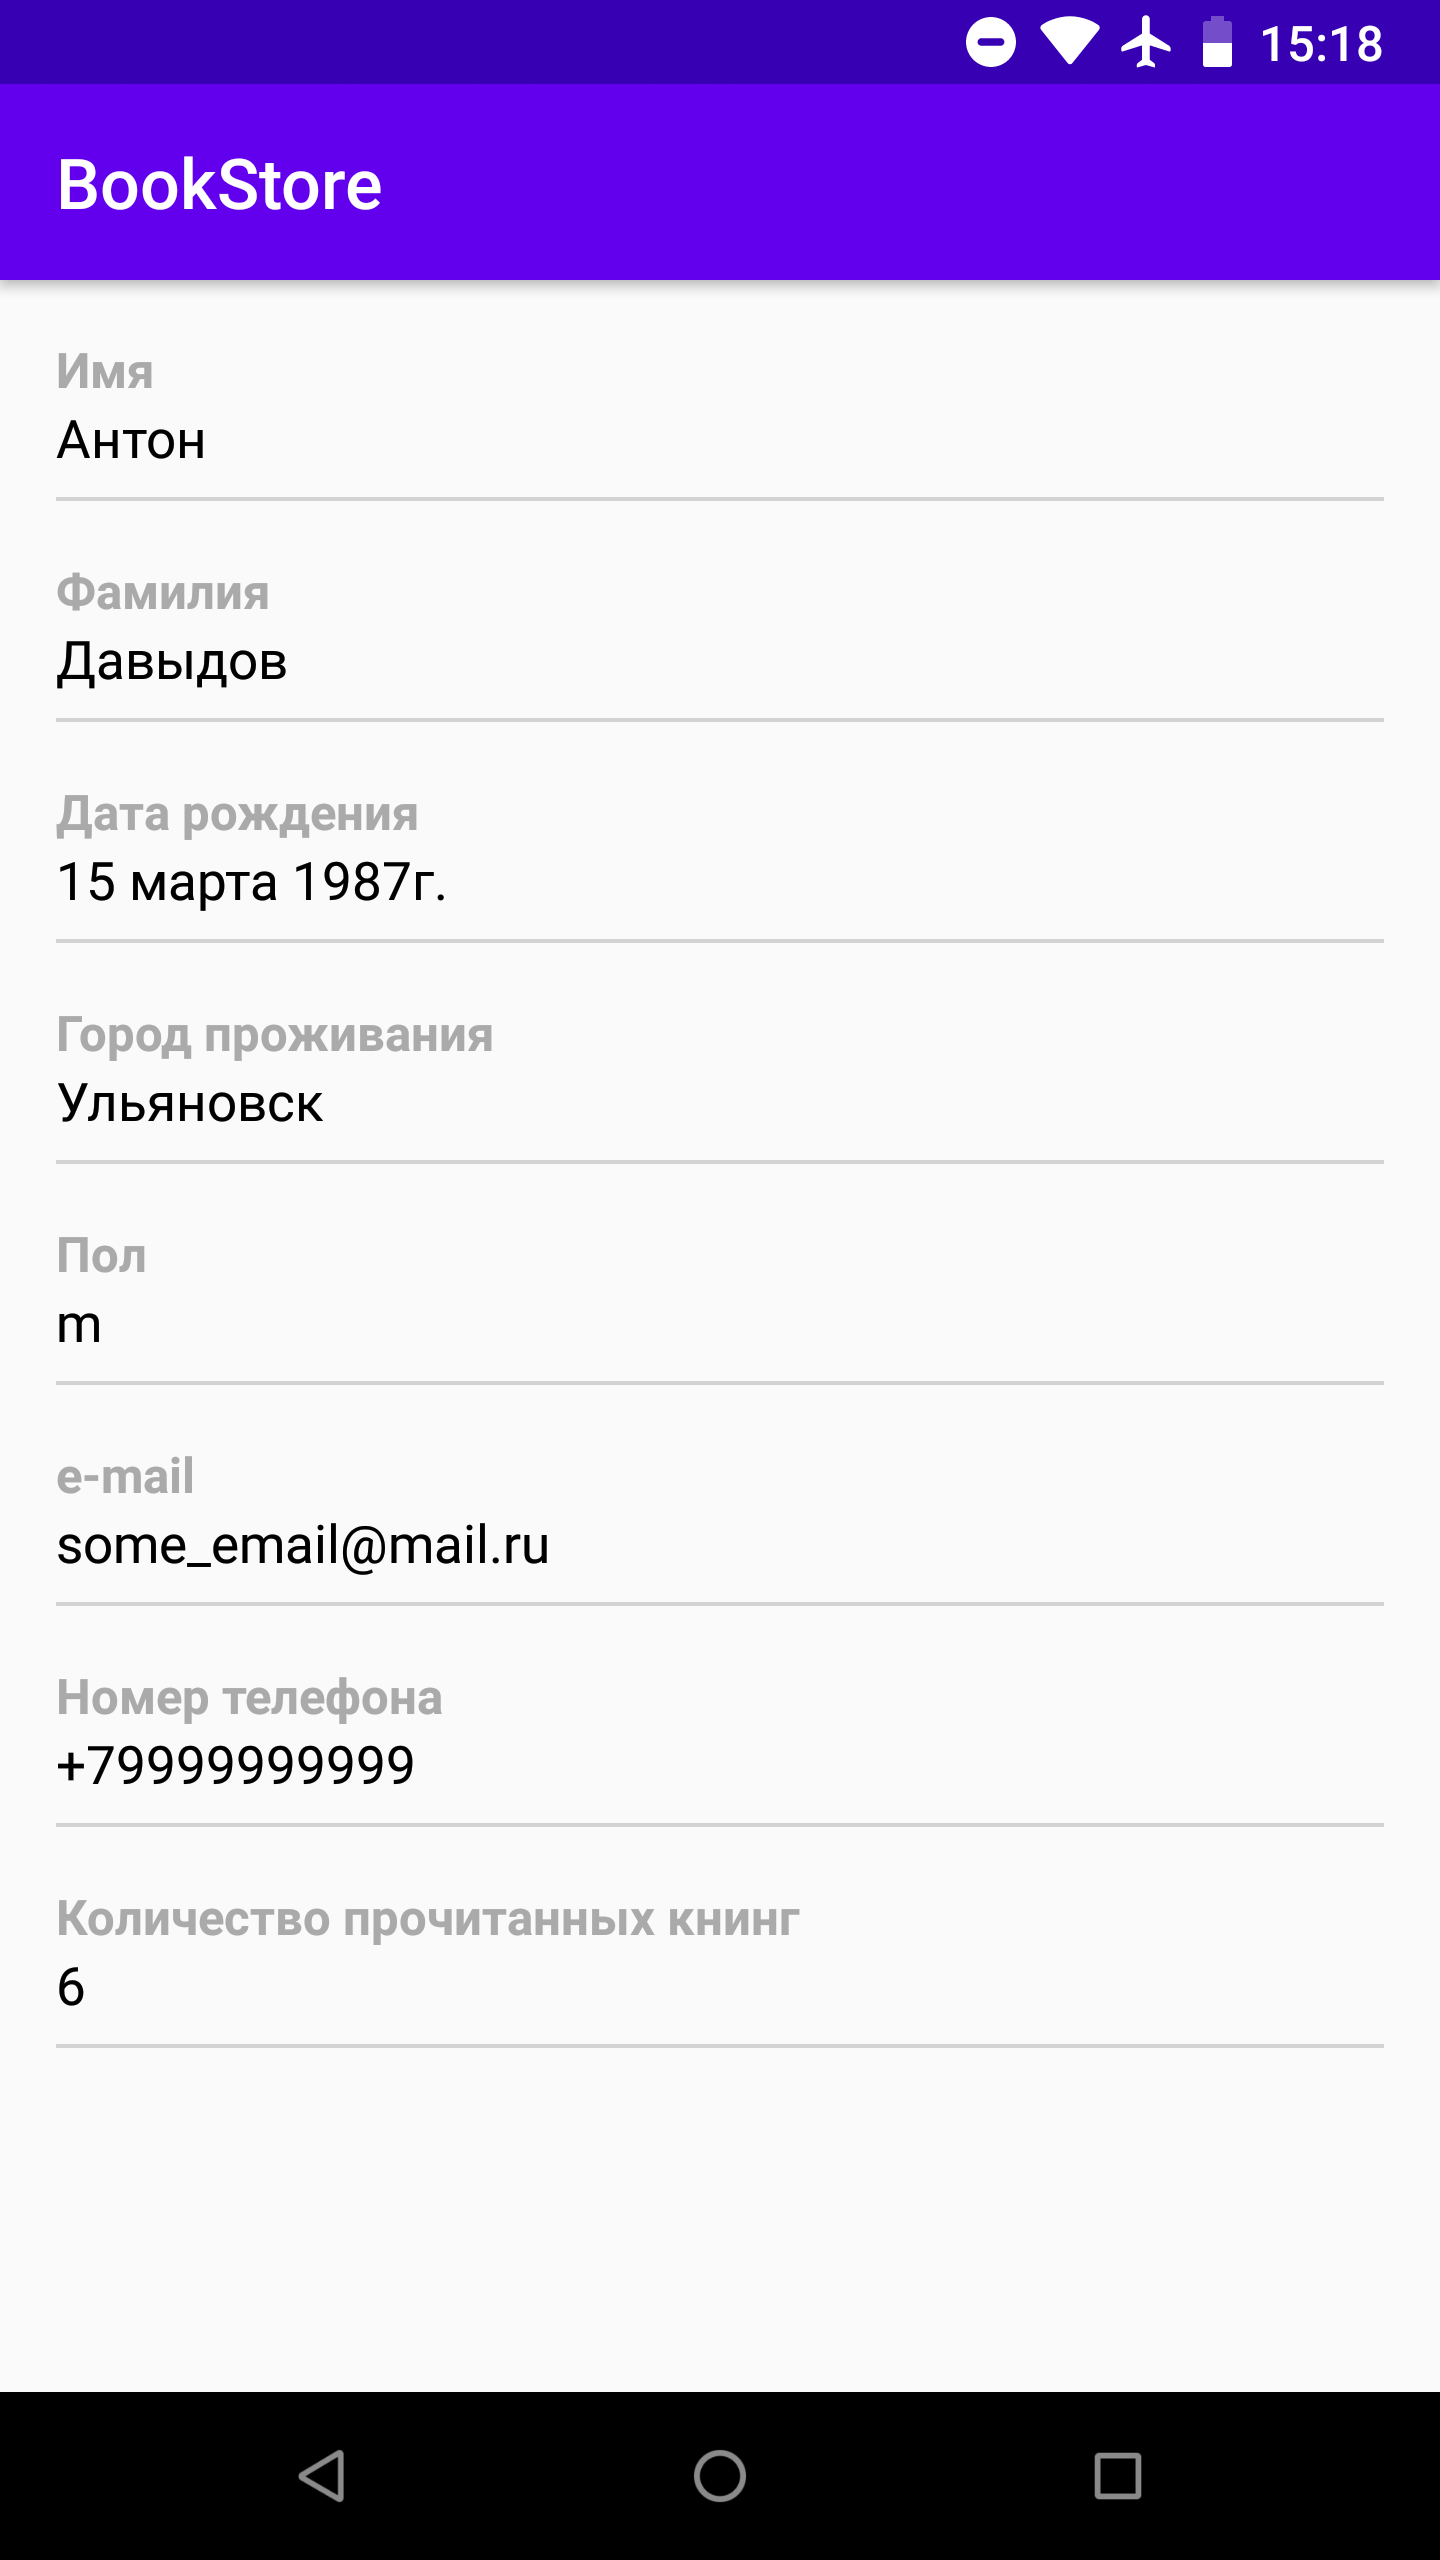 15:18
BookStore
Имя
Антон
Фамилия
Давыдов
Дата рождения
15 марта 1987г.
Город проживания
Ульяновск
Пол
m
e-mail
some_email@mail.ru
Номер телефона
+79999999999
Количество прочитанных книнг
6